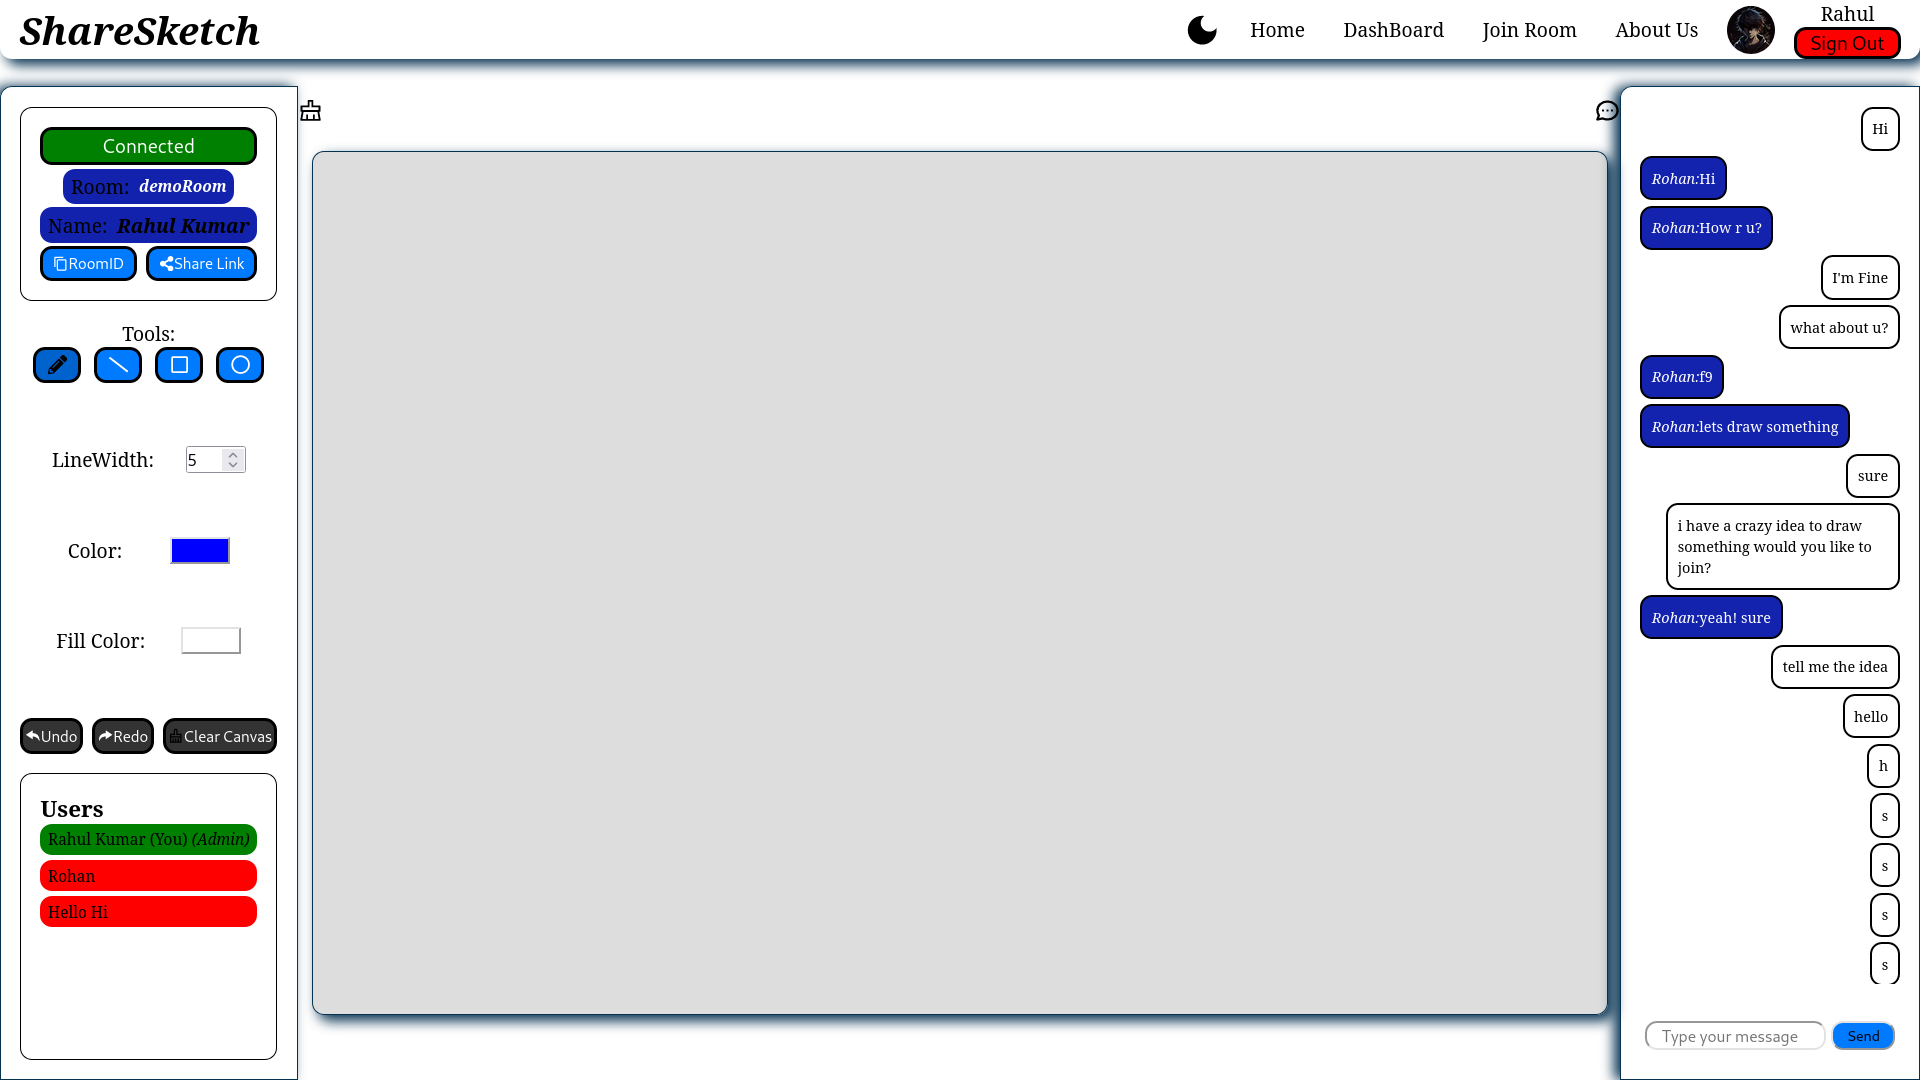 ShareSketch
Home
DashBoard
Join Room
About Us
Rahul
Sign Out
Connected
Room: demoRoom
Name: Rahul Kumar
RoomID
Share Link
Tools:
LineWidth: 5
Color:
Fill Color:
Undo
Redo
Clear Canvas
Users
Rahul Kumar (You) (Admin)
Rohan
Hello Hi
Hi
Rohan:Hi
Rohan:How r u?
I'm Fine
what about u?
Rohan:f9
Rohan:lets draw something
sure
i have a crazy idea to draw
something would you like to
join?
Rohan:yeah! sure
tell me the idea
hello
h
s
s
s
s
Type your message
Send